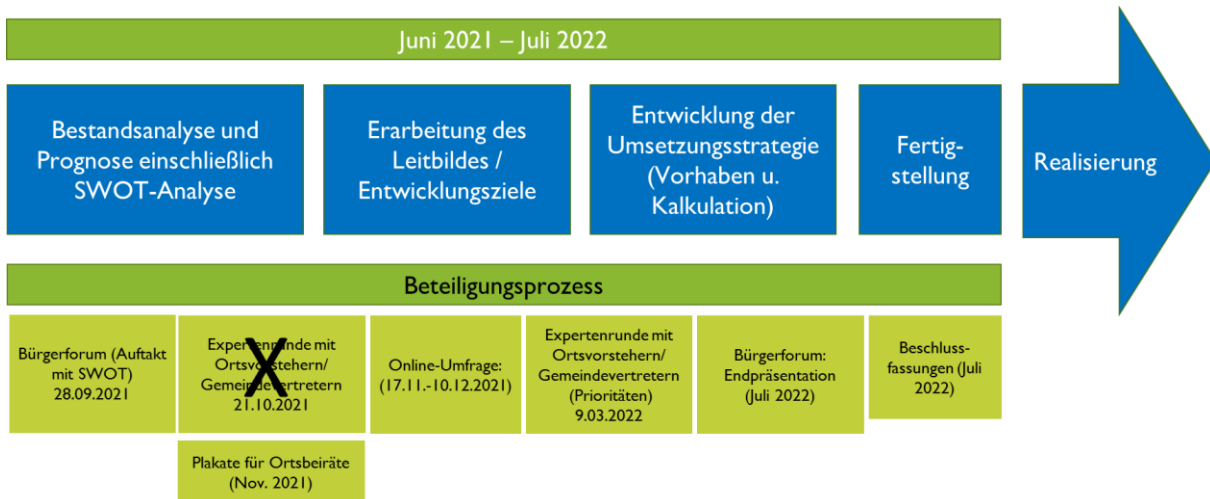 Juni 2021 – Juli 2022
Bestandsanalyse und
Prognose einschließlich
SWOT-Analyse
Erarbeitung des
Leitbildes /
Entwicklungsziele
Entwicklung der
Umsetzungsstrategie
(Vorhaben u.
Kalkulation)
Fertig-
stellung
Realisierung
Beteiligungsprozess
Bürgerforum (Auftakt
mit SWOT)
28.09.2021
Expertenrunde mit
Ortsvorstehern/
Gemeindevertretern
21.10.2021
X
Plakate für Ortsbeiräte
(Nov. 2021)
Online-Umfrage:
(17.11.-10.12.2021)
Expertenrunde mit
Ortsvorstehern/
Gemeindevertretern
(Prioritäten)
9.03.2022
Bürgerforum:
Endpräsentation
(Juli 2022)
Beschluss-
fassungen (Juli
2022)